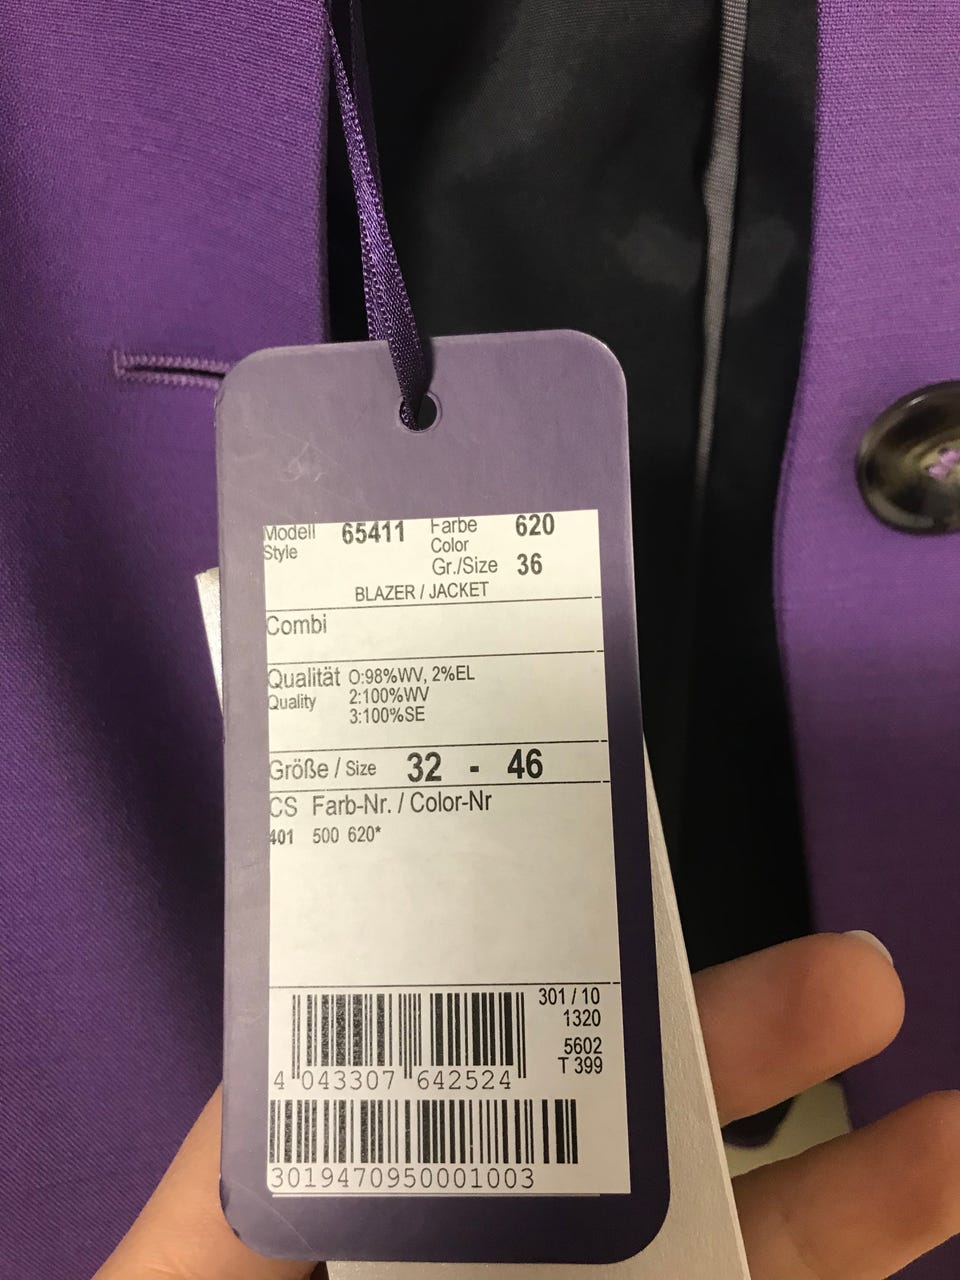 Modell 65411 Farbe 620
Style Color
Gr./Size 36
BLAZER / JACKET
Combi
Qualität O:98%WV, 2%EL
Quality 2:100%WV
3:100%SE
Größe / Size 32 - 46
CS Farb-Nr. / Color-Nr
401 500 620*
301 / 10
1320
5602
T 399
4 043307 642524
3019470950001003